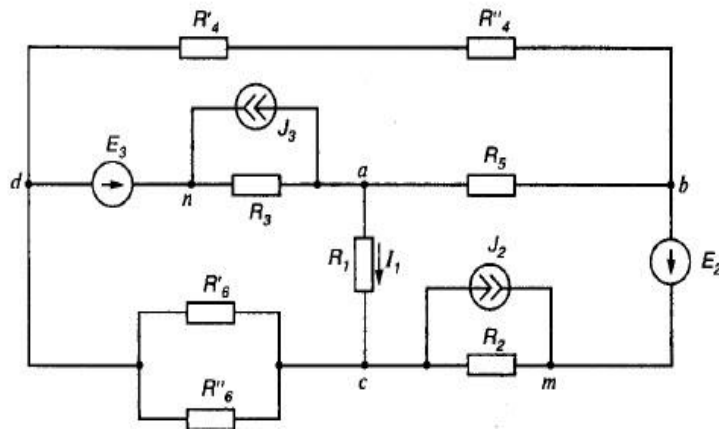 R'4 R"4
J3
E3 a R5
d n R3 b
R1 I1 J2 E2
R'6 R2
c m
R"6